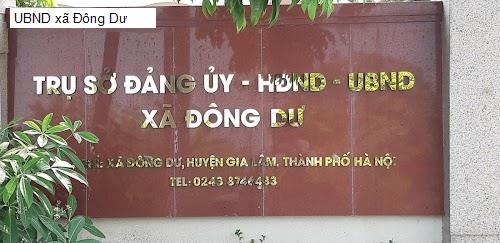 UBND xã Đông Dư
TRỤ SỞ ĐẢNG ỦY - HĐND - UBND
XÃ ĐÔNG DƯ
XÃ ĐÔNG DƯ, HUYỆN GIA LÂM, THÀNH PHỐ HÀ NỘI
TEL: 0243 8746483